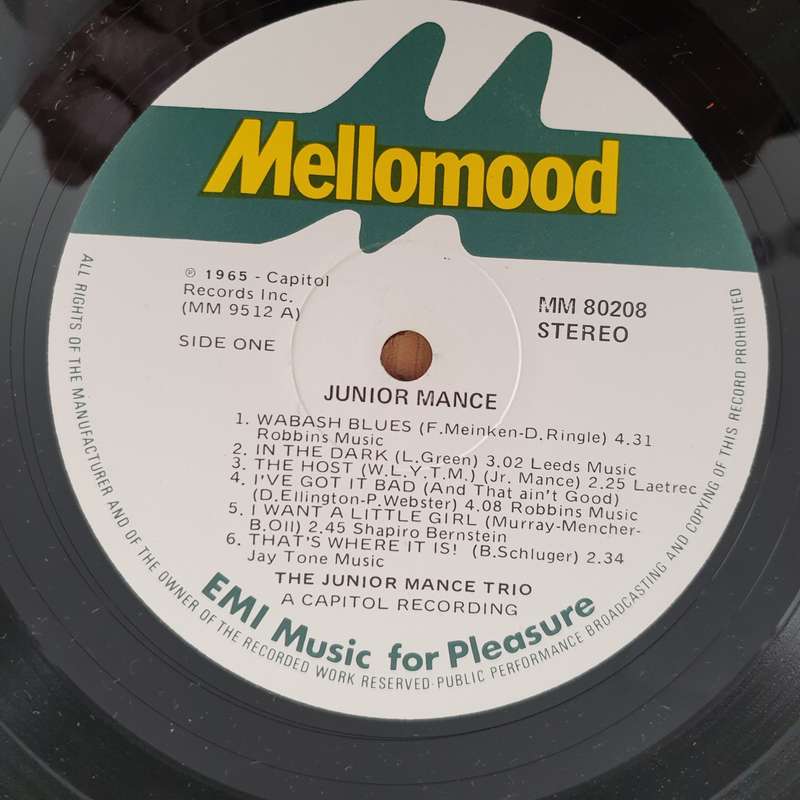 Mellomood
℗ 1965 - Capitol
Records Inc.
(MM 9512 A)
SIDE ONE
MM 80208
STEREO
JUNIOR MANCE
1. WABASH BLUES (F.Meinken-D.Ringle) 4.31
Robbins Music
2. IN THE DARK (L.Green) 3.02 Leeds Music
3. THE HOST (W.L.Y.T.M.) (Jr. Mance) 2.25 Laetrec
4. I'VE GOT IT BAD (And That ain't Good)
(D.Ellington-P.Webster) 4.08 Robbins Music
5. I WANT A LITTLE GIRL (Murray-Mencher-
B.Oll) 2.45 Shapiro Bernstein
6. THAT'S WHERE IT IS! (B.Schluger) 2.34
Jay Tone Music
THE JUNIOR MANCE TRIO
A CAPITOL RECORDING
EMI Music for Pleasure
ALL RIGHTS OF THE MANUFACTURER AND OF THE OWNER OF THE RECORDED WORK RESERVED·PUBLIC PERFORMANCE BROADCASTING AND COPYING OF THIS RECORD PROHIBITED